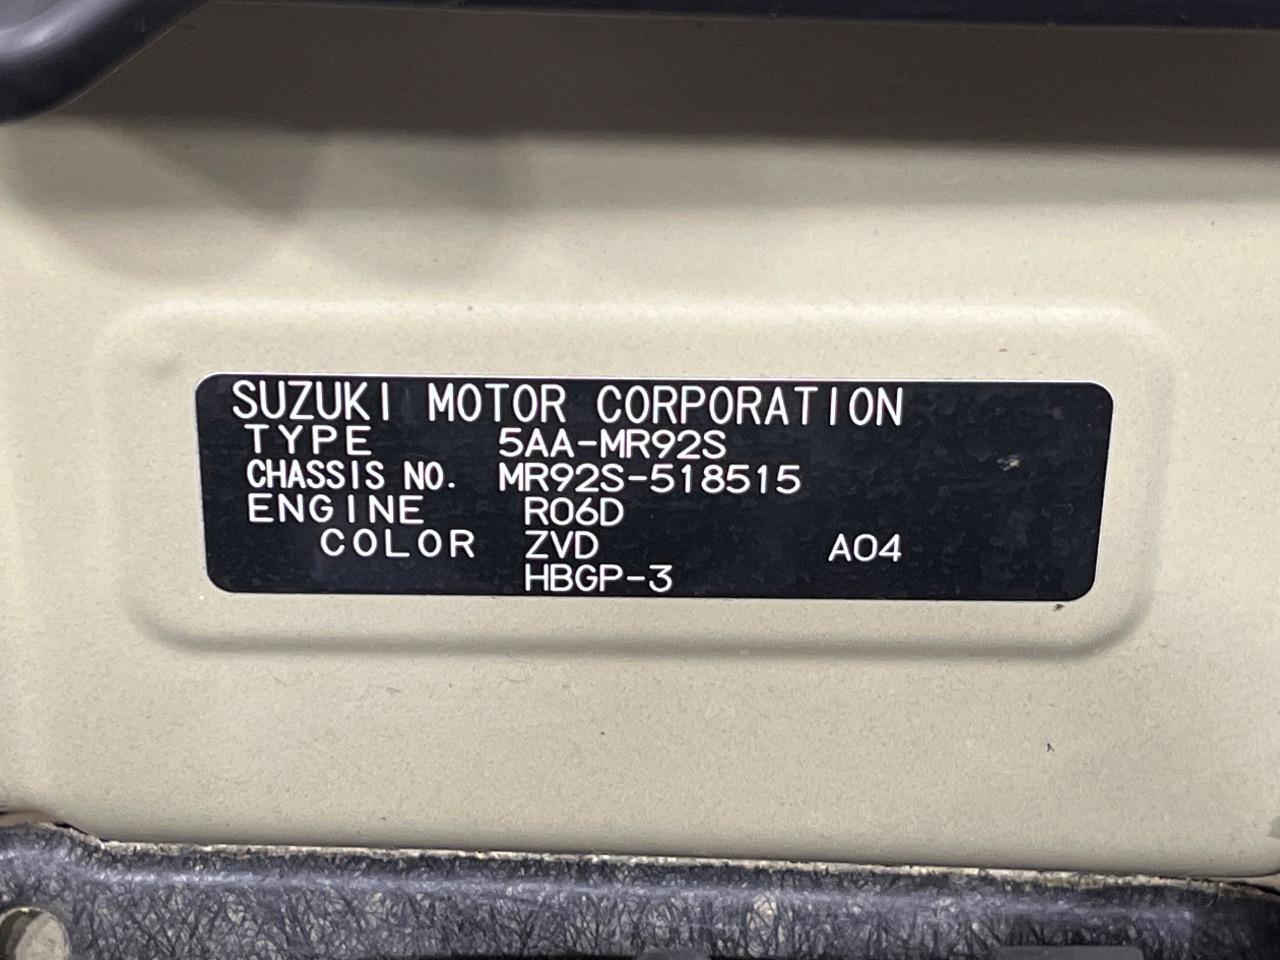 SUZUKI MOTOR CORPORATION
TYPE 5AA-MR92S
CHASSIS NO. MR92S-518515
ENGINE R06D
COLOR ZVD A04
HBGP-3